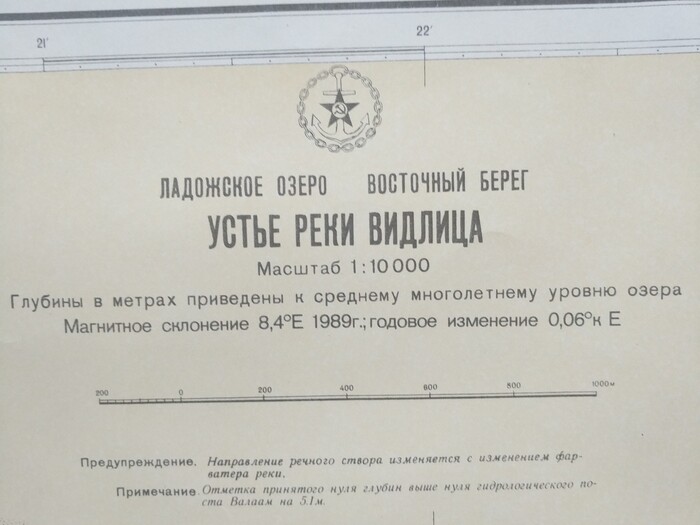 21' 22'
ЛАДОЖСКОЕ ОЗЕРО ВОСТОЧНЫЙ БЕРЕГ
УСТЬЕ РЕКИ ВИДЛИЦА
Масштаб 1:10 000
Глубины в метрах приведены к среднему многолетнему уровню озера
Магнитное склонение 8,4°E 1989г.; годовое изменение 0,06°к E
200 0 200 400 600 800 1000м
Предупреждение. Направление речного створа изменяется с изменением фар-
ватера реки.
Примечание. Отметка принятого нуля глубин выше нуля гидрологического по-
ста Валаам на 5.1м.